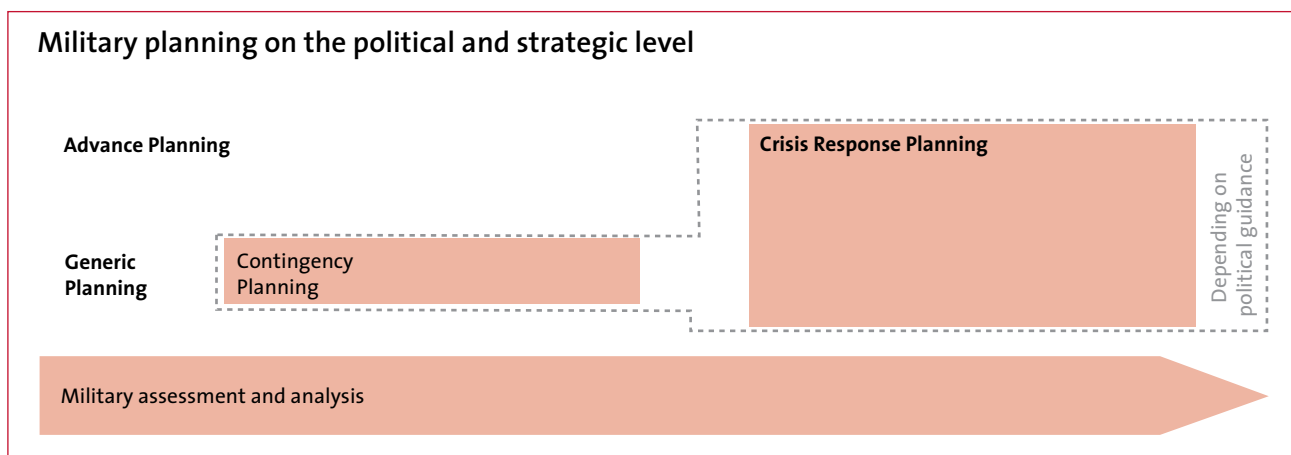 Military planning on the political and strategic level
Advance Planning
Crisis Response Planning
Generic
Planning
Contingency
Planning
Depending on
political guidance
Military assessment and analysis